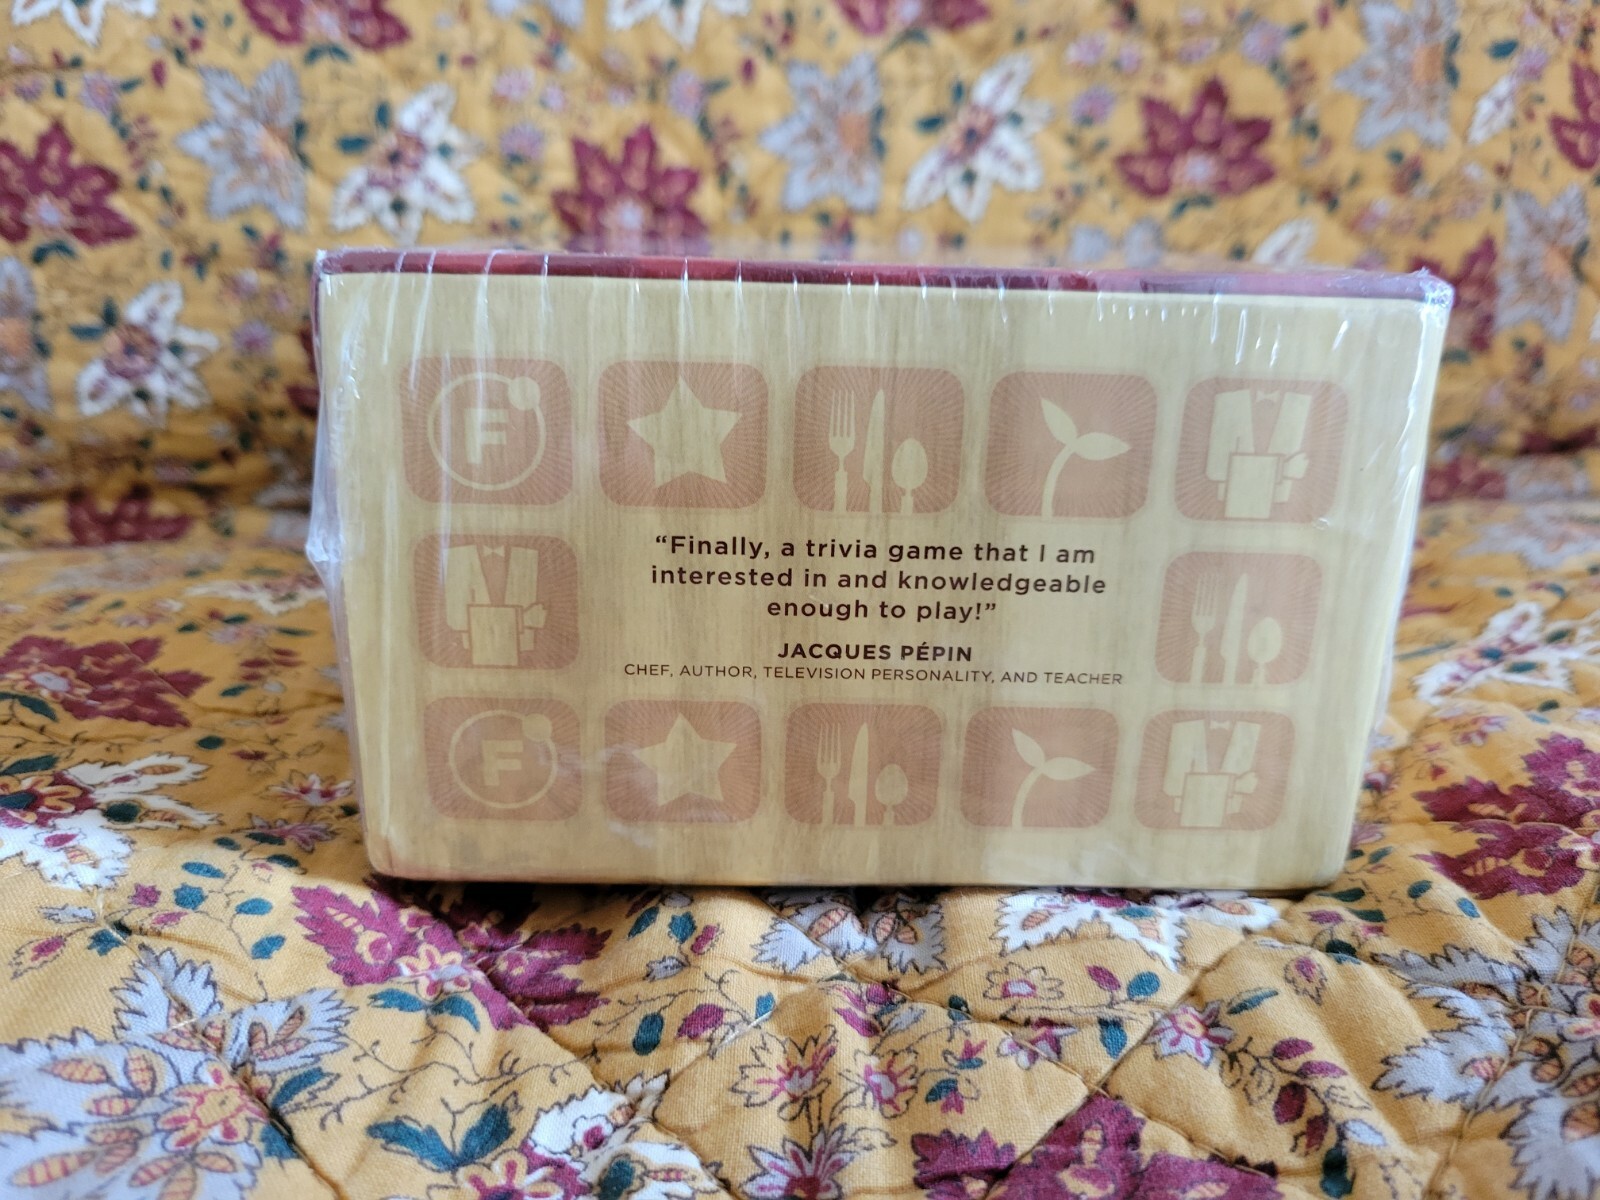 F
“Finally, a trivia game that I am
interested in and knowledgeable
enough to play!”
JACQUES PÉPIN
CHEF, AUTHOR, TELEVISION PERSONALITY, AND TEACHER
F